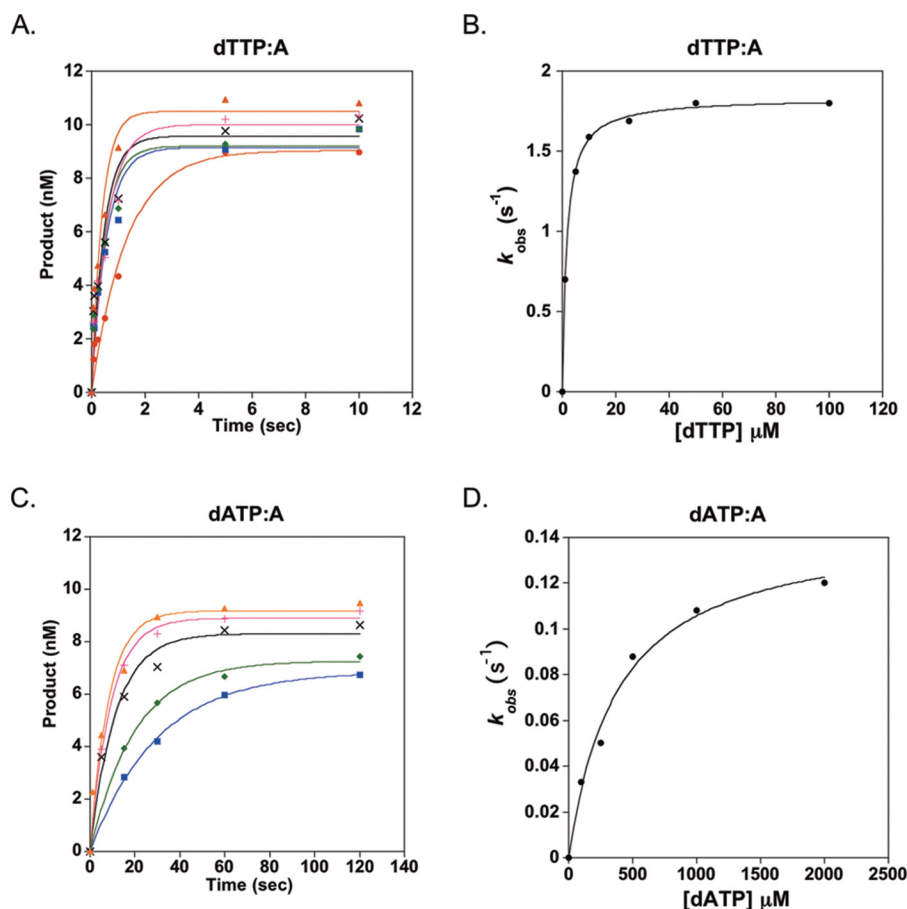 A.
dTTP:A
12
10
8
6
4
2
0
Product (nM)
0 2 4 6 8 10 12
Time (sec)
B.
dTTP:A
2
1.5
1
0.5
0
k obs (s-1)
0 20 40 60 80 100 120
[dTTP] μM
C.
dATP:A
12
10
8
6
4
2
0
Product (nM)
0 20 40 60 80 100 120 140
Time (sec)
D.
dATP:A
0.14
0.12
0.1
0.08
0.06
0.04
0.02
0
k obs (s-1)
0 500 1000 1500 2000 2500
[dATP] μM